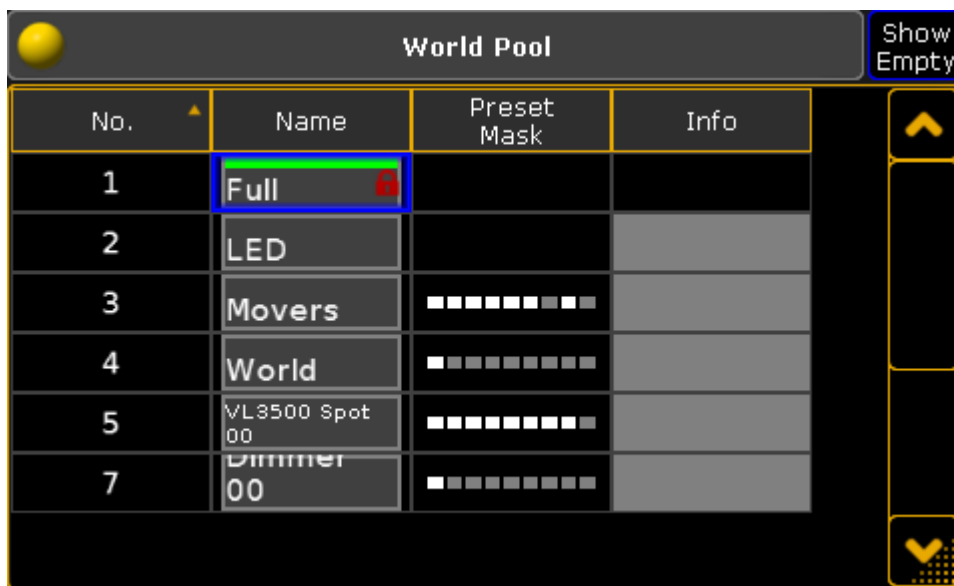 World Pool
Show
Empty
No. Name Preset Mask Info
1 Full
2 LED
3 Movers
4 World
5 VL3500 Spot
00
7 Dimmer
00